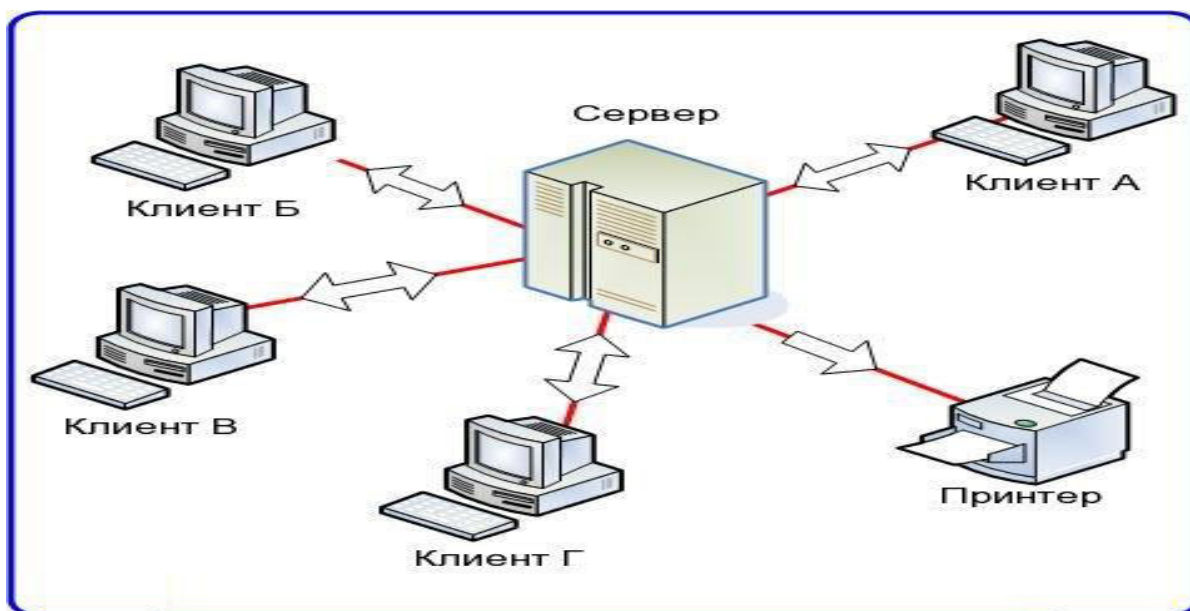 Сервер
Клиент А
Клиент Б
Клиент В
Клиент Г
Принтер